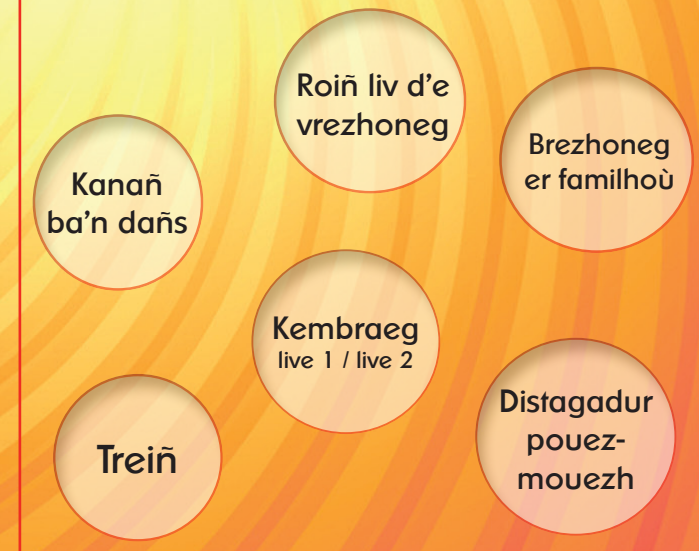 Roiñ liv d'e
vrezhoneg
Brezhoneg
er familhoù
Kanañ
ba'n dañs
Kembraeg
live 1 / live 2
Distagadur
pouez-
mouezh
Treiñ